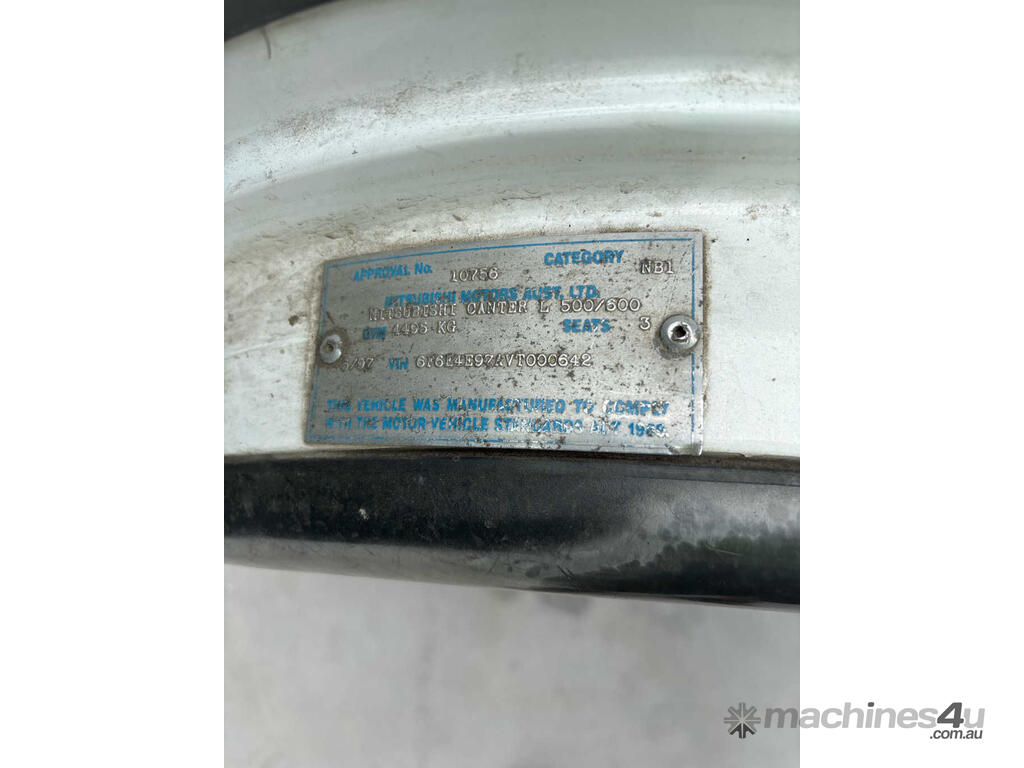 APPROVAL No. 10756 CATEGORY NB1
MITSUBISHI MOTORS AUST. LTD.
MITSUBISHI CANTER L 500/600
GVM 4495 KG SEATS 3
/97 VIN
THIS VEHICLE WAS MANUFACTURED TO COMPLY
WITH THE MOTOR VEHICLE STANDARDS ACT 1989.
machines4u
.com.au